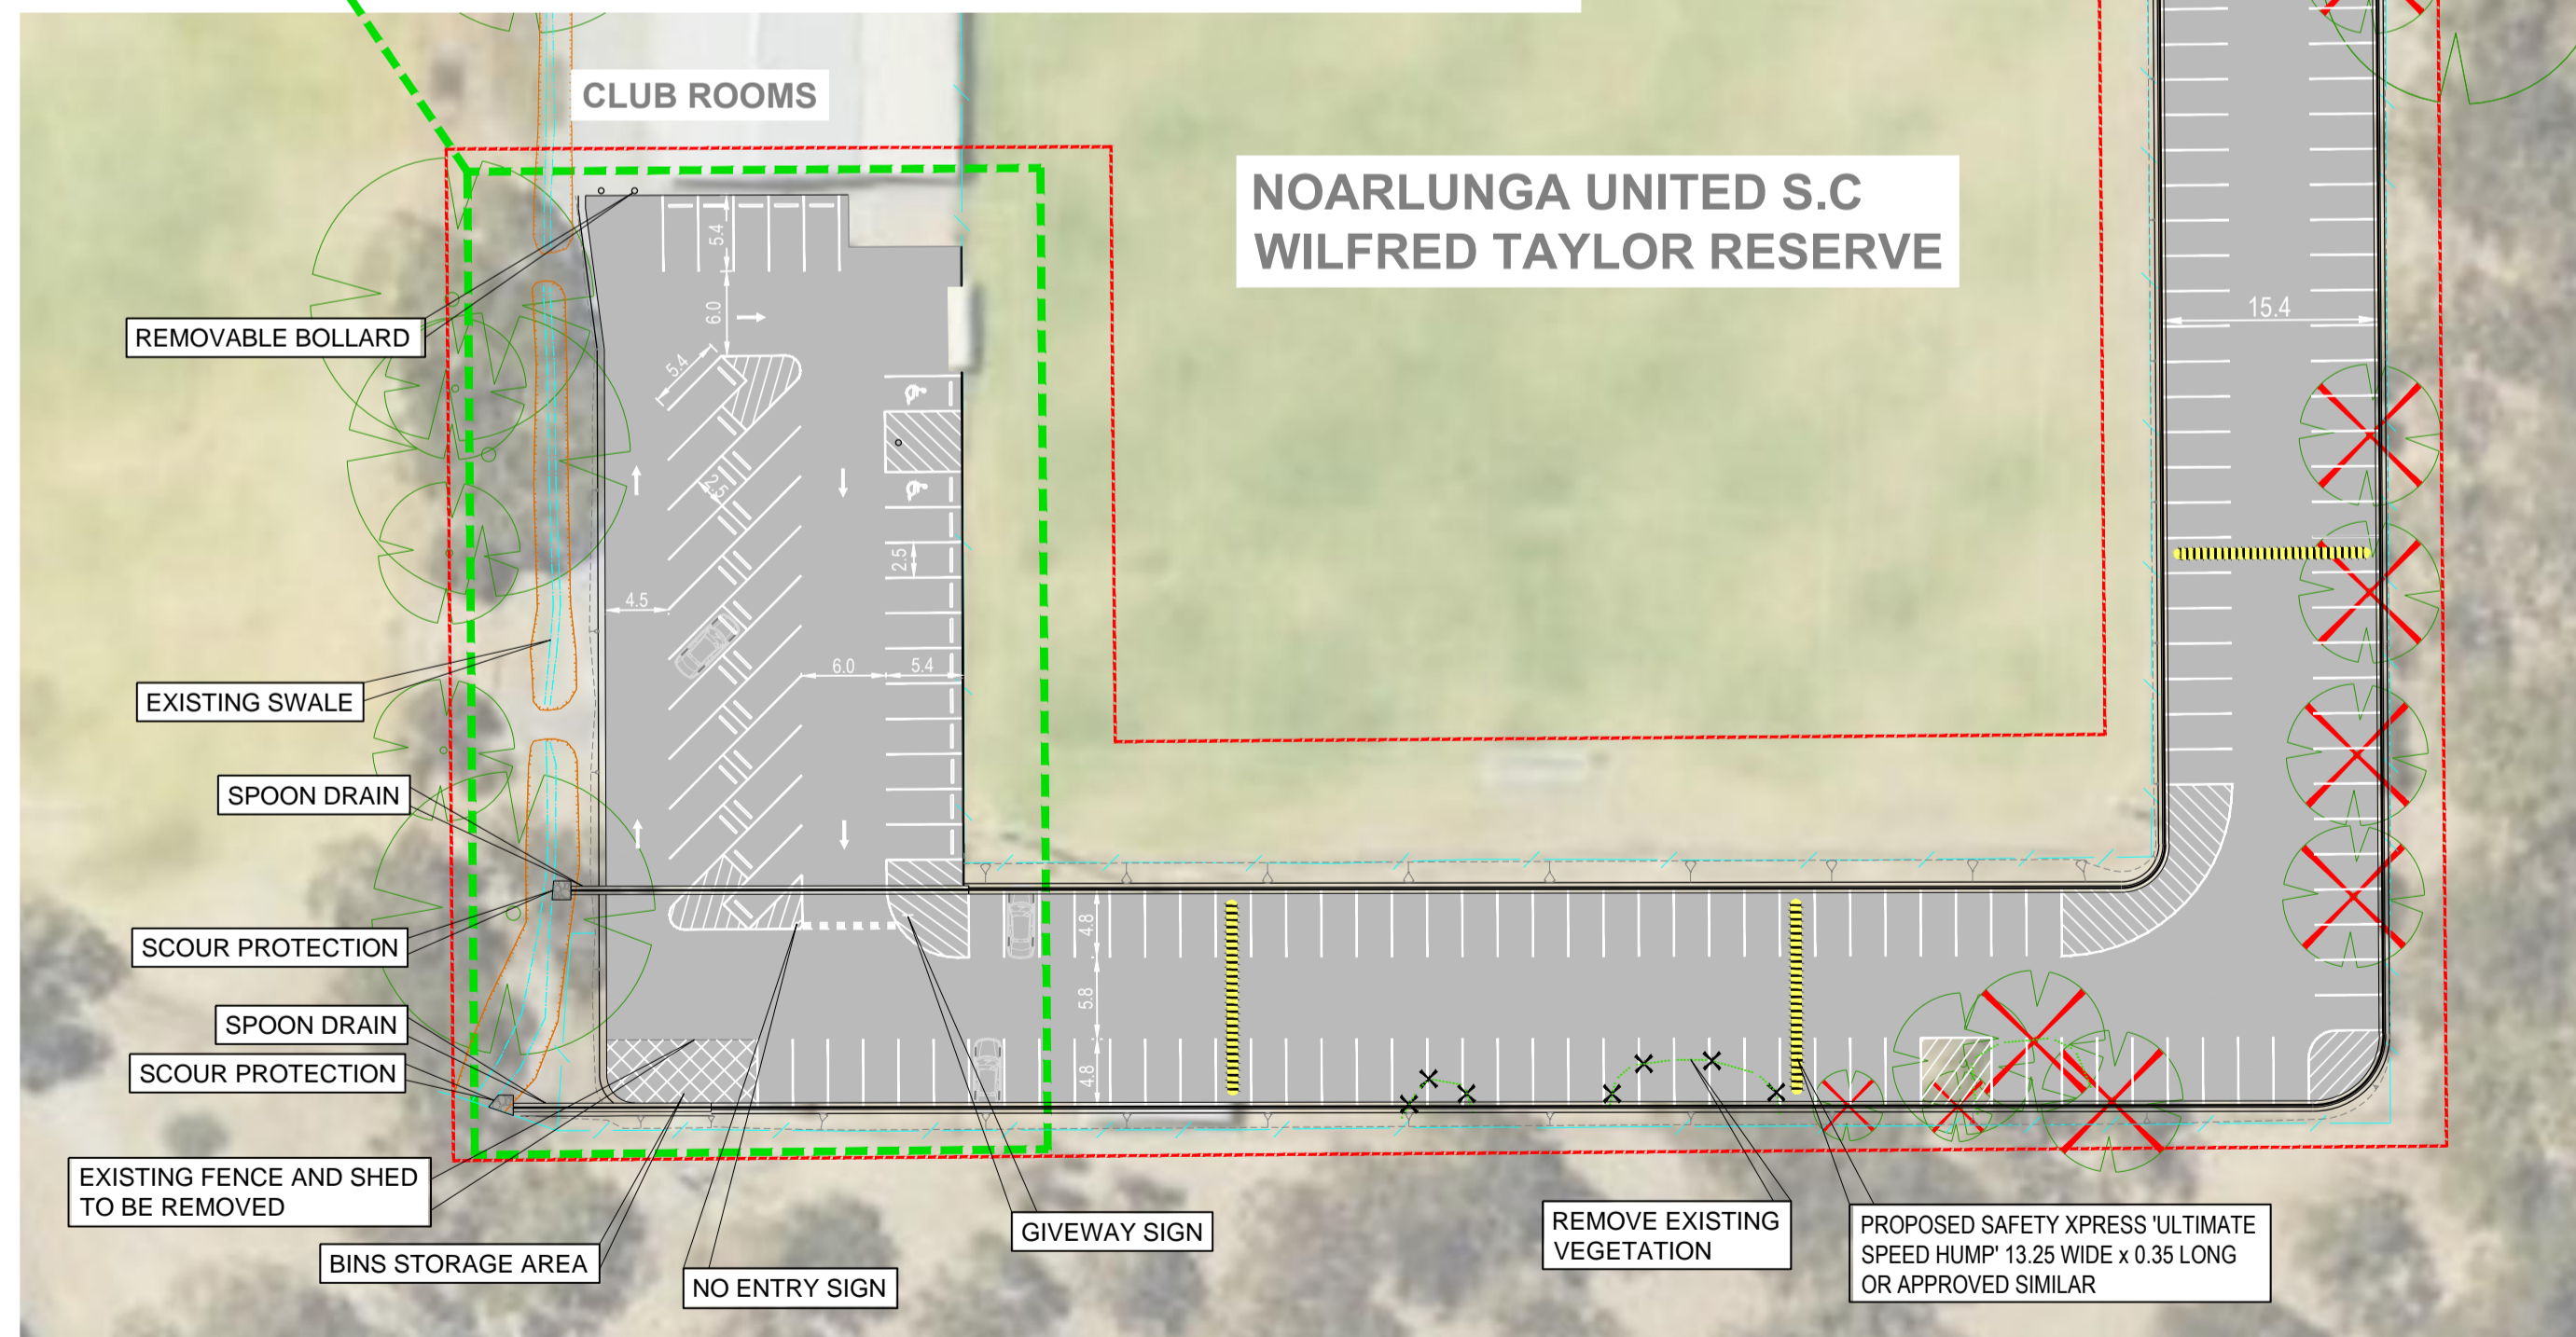 CLUB ROOMS
NOARLUNGA UNITED S.C
WILFRED TAYLOR RESERVE
5.4
6.0
15.4
REMOVABLE BOLLARD
5.4
2.5
2.5
4.5
6.0
5.4
EXISTING SWALE
SPOON DRAIN
SCOUR PROTECTION
4.8
5.8
4.8
SPOON DRAIN
SCOUR PROTECTION
EXISTING FENCE AND SHED
TO BE REMOVED
BINS STORAGE AREA
NO ENTRY SIGN
GIVEWAY SIGN
REMOVE EXISTING
VEGETATION
PROPOSED SAFETY XPRESS 'ULTIMATE
SPEED HUMP' 13.25 WIDE x 0.35 LONG
OR APPROVED SIMILAR